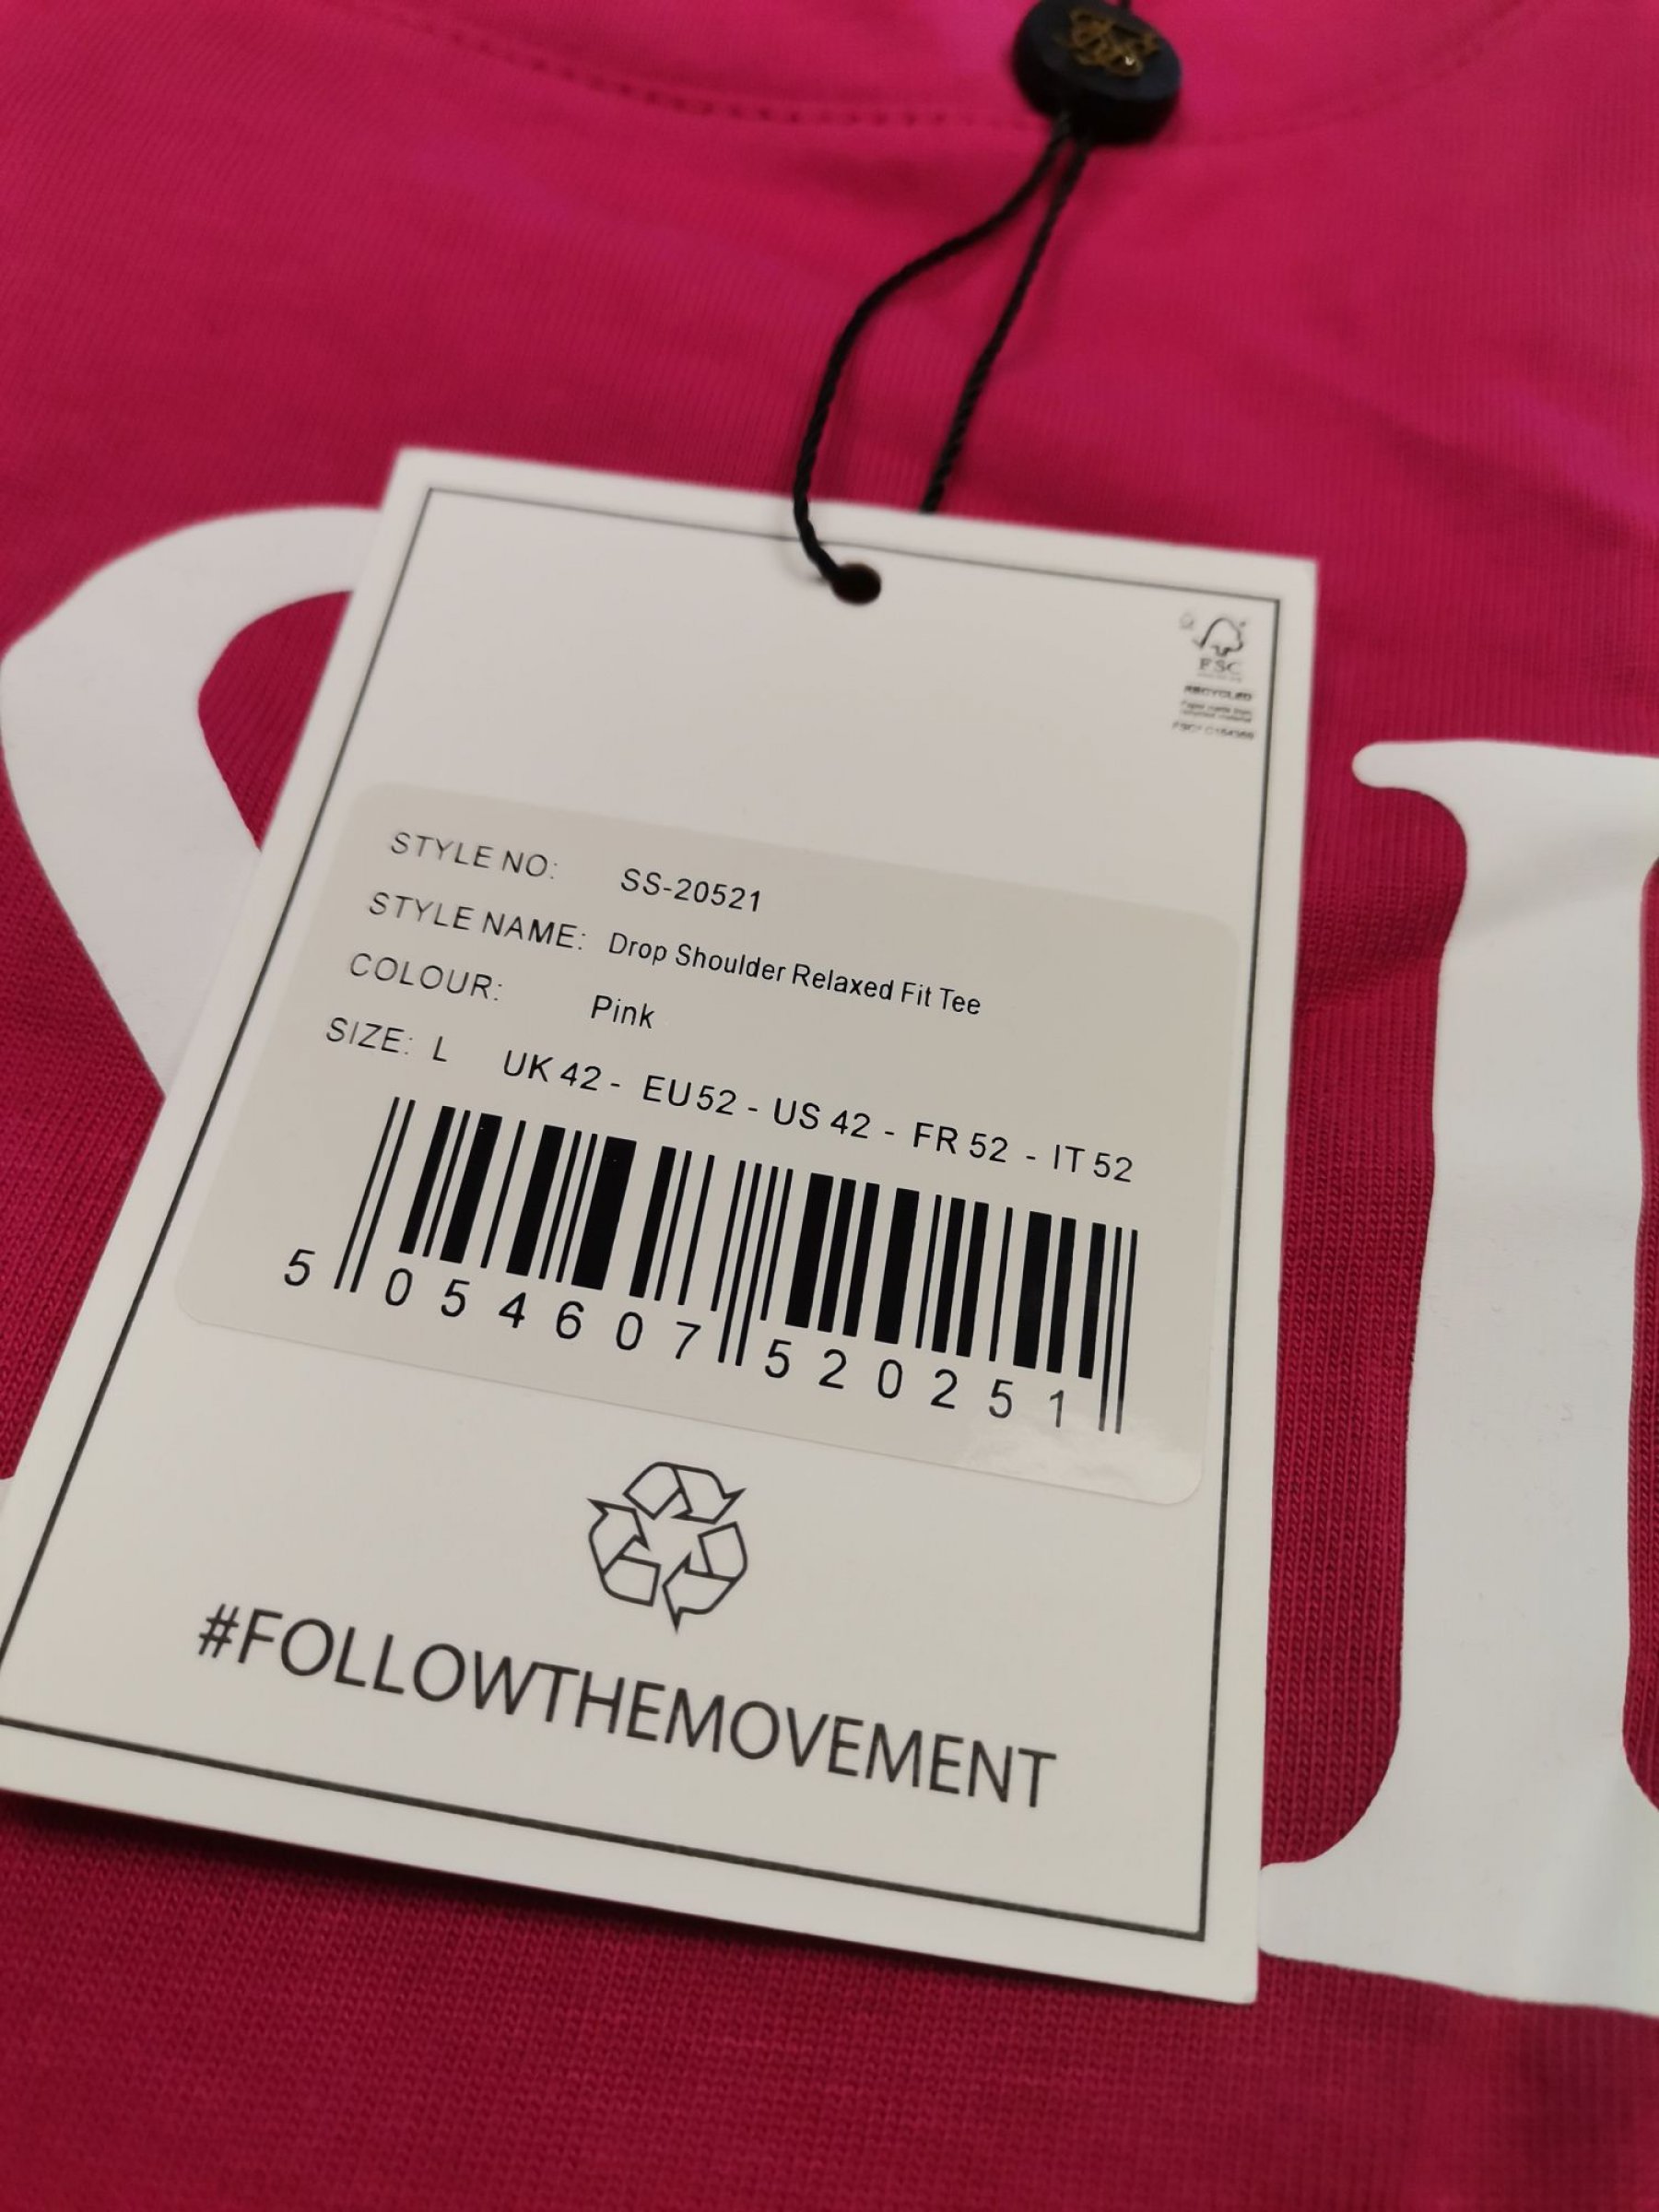 FSC
RECYCLED
STYLE NO: SS-20521
STYLE NAME: Drop Shoulder Relaxed Fit Tee
COLOUR: Pink
SIZE: L UK 42 - EU 52 - US 42 - FR 52 - IT 52
5 054607 520251
#FOLLOWTHEMOVEMENT